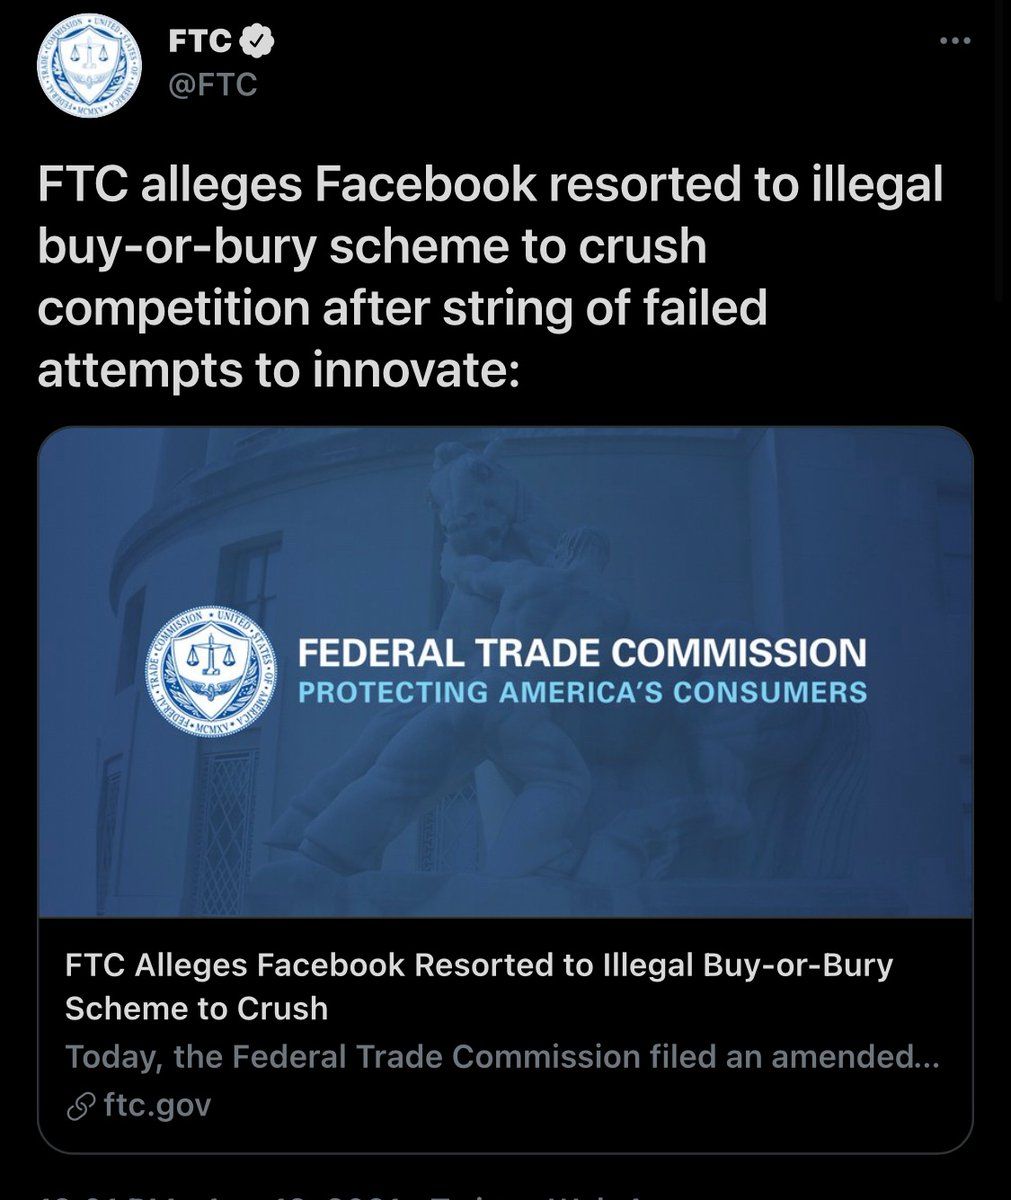 FTC
@FTC
FTC alleges Facebook resorted to illegal
buy-or-bury scheme to crush
competition after string of failed
attempts to innovate:
FEDERAL TRADE COMMISSION
PROTECTING AMERICA'S CONSUMERS
FEDERAL TRADE COMMISSION • UNITED STATES OF AMERICA • MCMXV
FTC Alleges Facebook Resorted to Illegal Buy-or-Bury
Scheme to Crush
Today, the Federal Trade Commission filed an amended...
ftc.gov